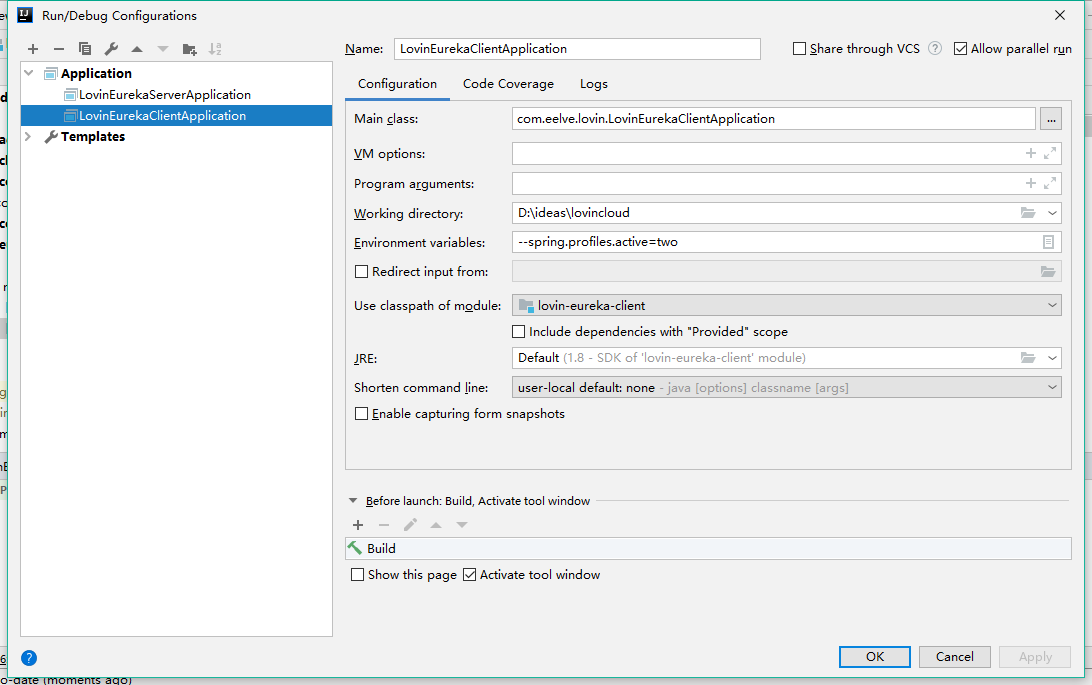 Run/Debug Configurations
Name: LovinEurekaClientApplication Share through VCS ? Allow parallel run
Application
LovinEurekaServerApplication
LovinEurekaClientApplication
Templates
Configuration Code Coverage Logs
Main class: com.eelve.lovin.LovinEurekaClientApplication ...
VM options:
Program arguments:
Working directory: D:\ideas\lovincloud
Environment variables: --spring.profiles.active=two
Redirect input from:
Use classpath of module: lovin-eureka-client
Include dependencies with "Provided" scope
JRE: Default (1.8 - SDK of 'lovin-eureka-client' module)
Shorten command line: user-local default: none - java [options] classname [args]
Enable capturing form snapshots
Before launch: Build, Activate tool window
Build
Show this page Activate tool window
? OK Cancel Apply
o-date (moments ago)